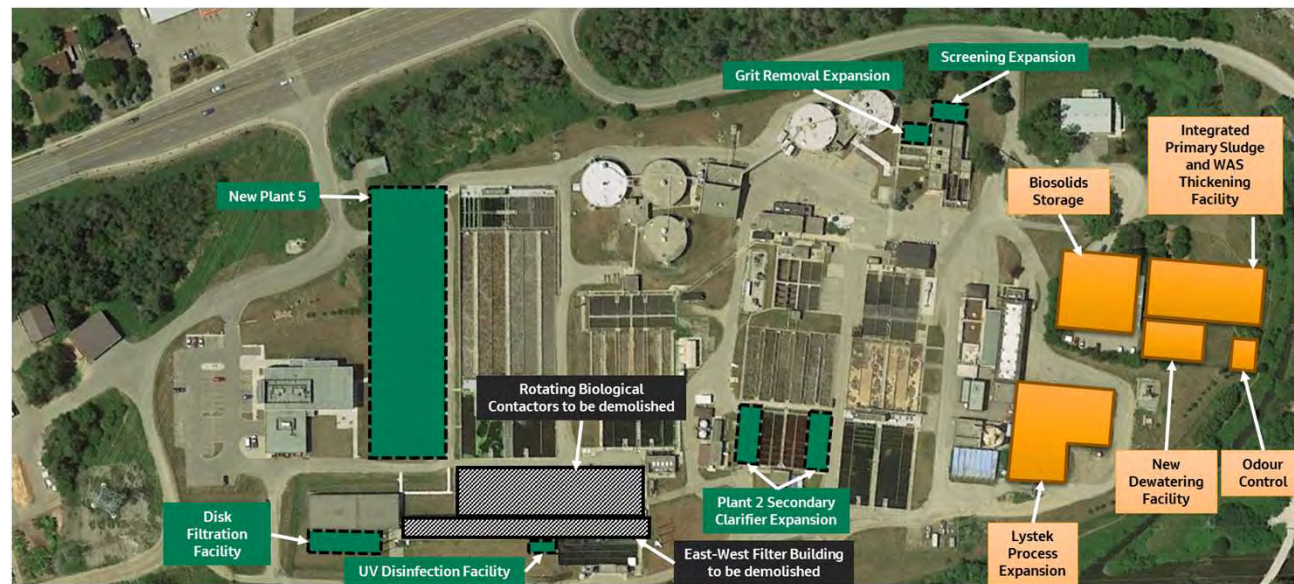 Screening Expansion
Grit Removal Expansion
Integrated
Primary Sludge
and WAS
Thickening
Facility
Biosolids
Storage
New Plant 5
Rotating Biological
Contactors to be demolished
Plant 2 Secondary
Clarifier Expansion
New
Dewatering
Facility
Odour
Control
Disk
Filtration
Facility
Lystek
Process
Expansion
UV Disinfection Facility
East-West Filter Building
to be demolished